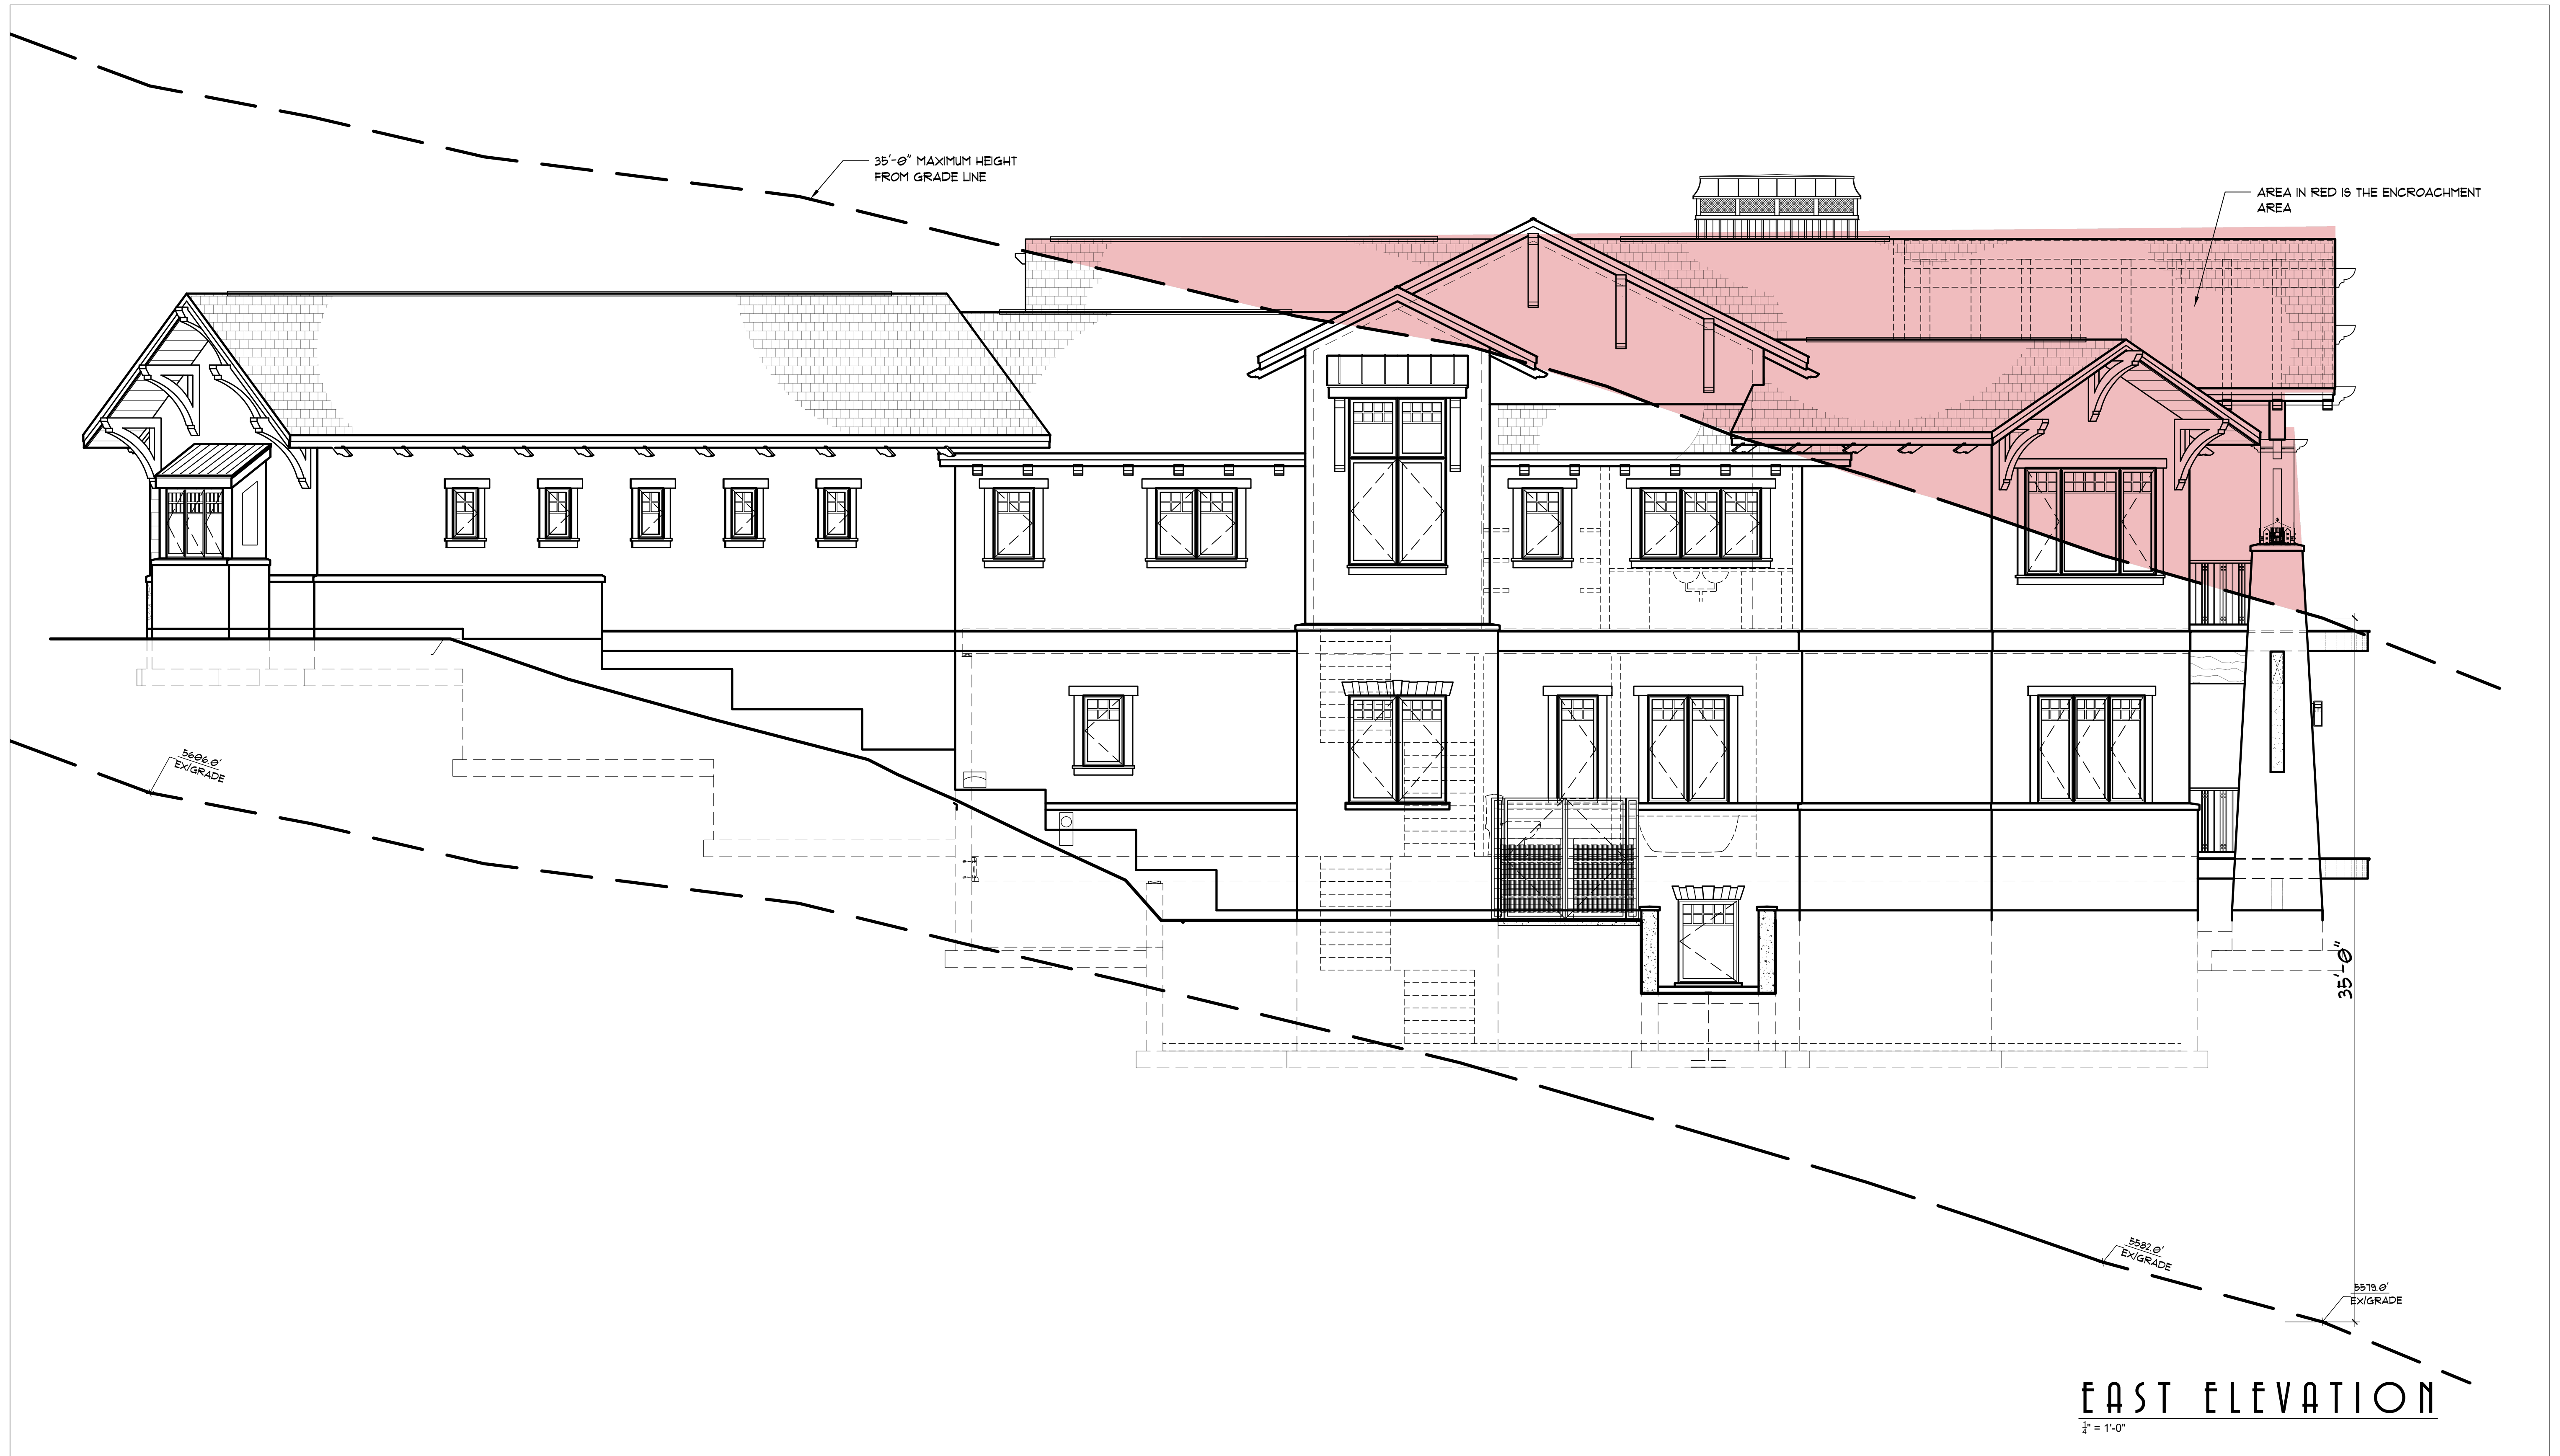 35'-0" MAXIMUM HEIGHT
FROM GRADE LINE
AREA IN RED IS THE ENCROACHMENT
AREA
5606.0'
EX/GRADE
35'-0"
5582.0'
EX/GRADE
5579.0'
EX/GRADE
EAST ELEVATION
1/4" = 1'-0"